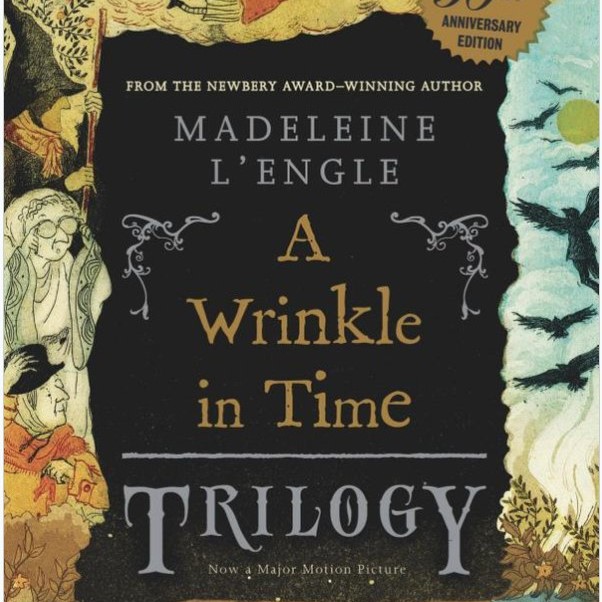 ANNIVERSARY
EDITION
FROM THE NEWBERY AWARD–WINNING AUTHOR
MADELEINE
L'ENGLE
A
Wrinkle
in Time
TRILOGY
Now a Major Motion Picture